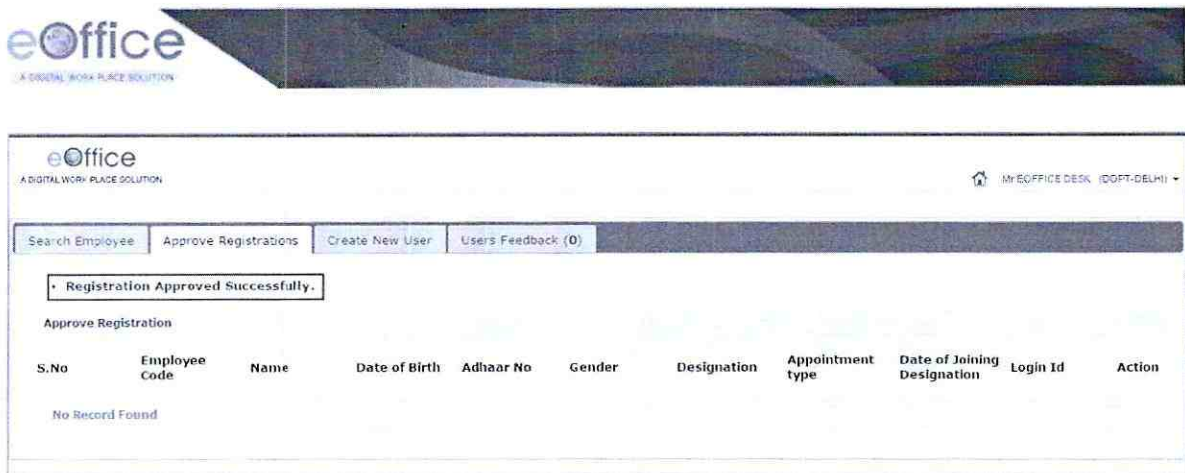 eOffice
A DIGITAL WORK PLACE SOLUTION
eOffice
A DIGITAL WORK PLACE SOLUTION
Mr EOFFICE DESK (DOPT-DELHI)
Search Employee Approve Registrations Create New User Users Feedback (0)
• Registration Approved Successfully.
Approve Registration
S.No Employee Code Name Date of Birth Adhaar No Gender Designation Appointment type Date of Joining Designation Login Id Action
No Record Found